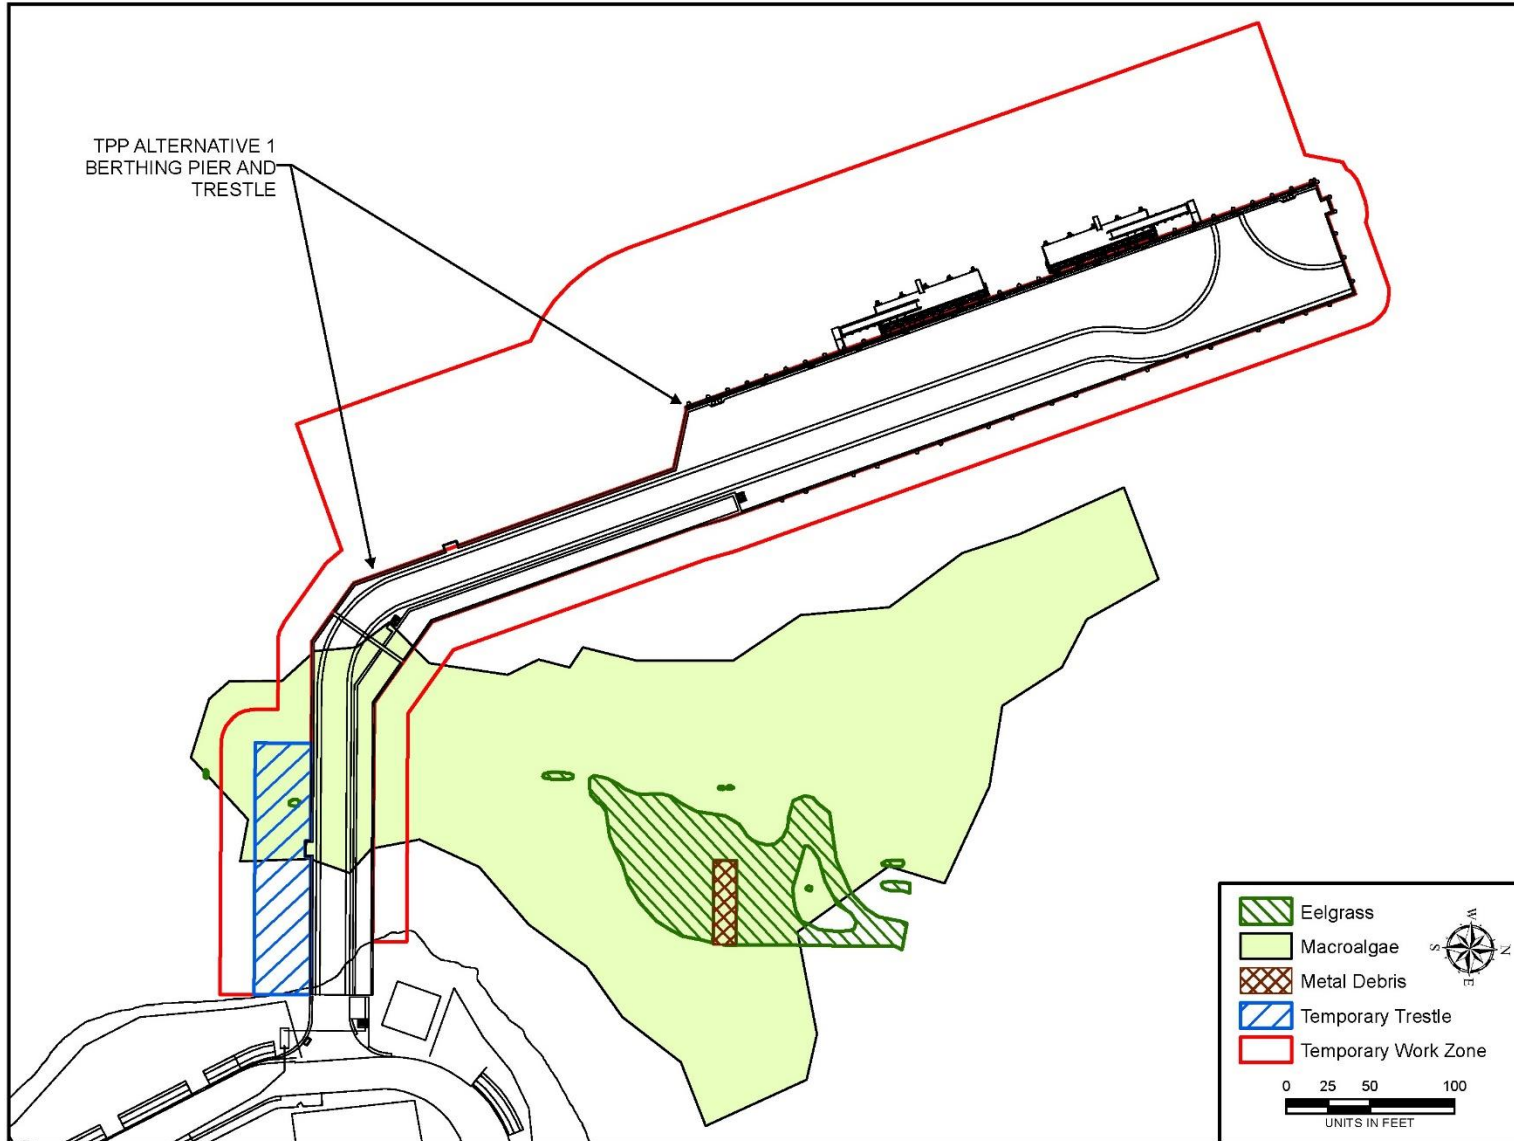 TPP ALTERNATIVE 1
BERTHING PIER AND
TRESTLE
Eelgrass
Macroalgae
Metal Debris
Temporary Trestle
Temporary Work Zone
W
S
N
E
0 25 50 100
UNITS IN FEET